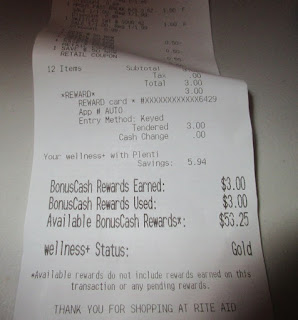 RETAIL COUPON
12 Items Subtotal
Tax .00
Total 3.00
*REWARD* 3.00
REWARD card * #XXXXXXXXXXXX6429
App # AUTO
Entry Method: Keyed
Tendered 3.00
Cash Change .00
Your wellness+ with Plenti
Savings: 5.94
BonusCash Rewards Earned: $3.00
BonusCash Rewards Used: $3.00
Available BonusCash Rewards*: $53.25
wellness+ Status: Gold
*Available rewards do not include rewards earned on this
transaction or any pending rewards.
THANK YOU FOR SHOPPING AT RITE AID